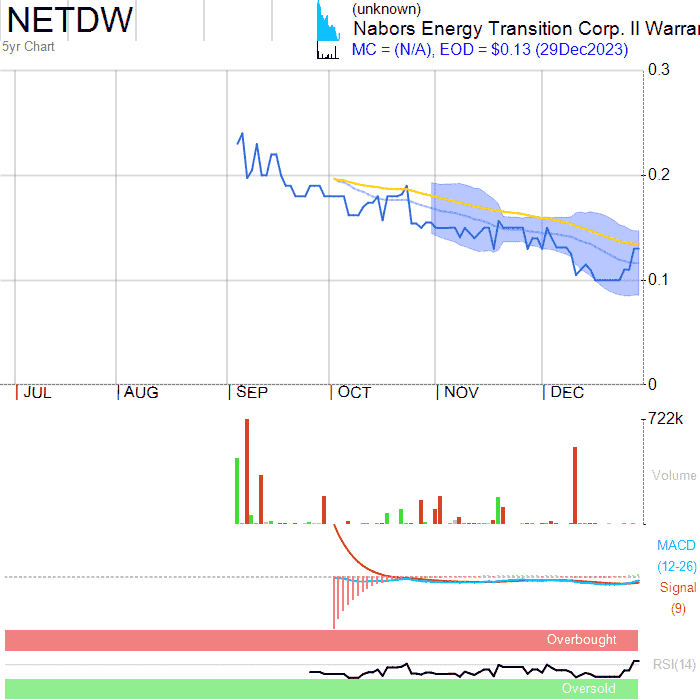 NETDW
5yr Chart
(unknown)
Nabors Energy Transition Corp. II Warra
MC = (N/A), EOD = $0.13 (29Dec2023)
0.3
0.2
0.1
0
JUL AUG SEP OCT NOV DEC
722k
Volume
MACD
(12-26)
Signal
(9)
Overbought
RSI(14)
Oversold